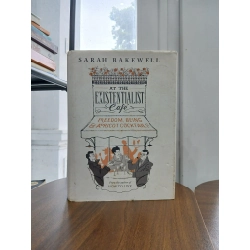 SARAH BAKEWELL
AT THE
EXISTENTIALIST
Café
FREEDOM, BEING
& APRICOT COCKTAILS